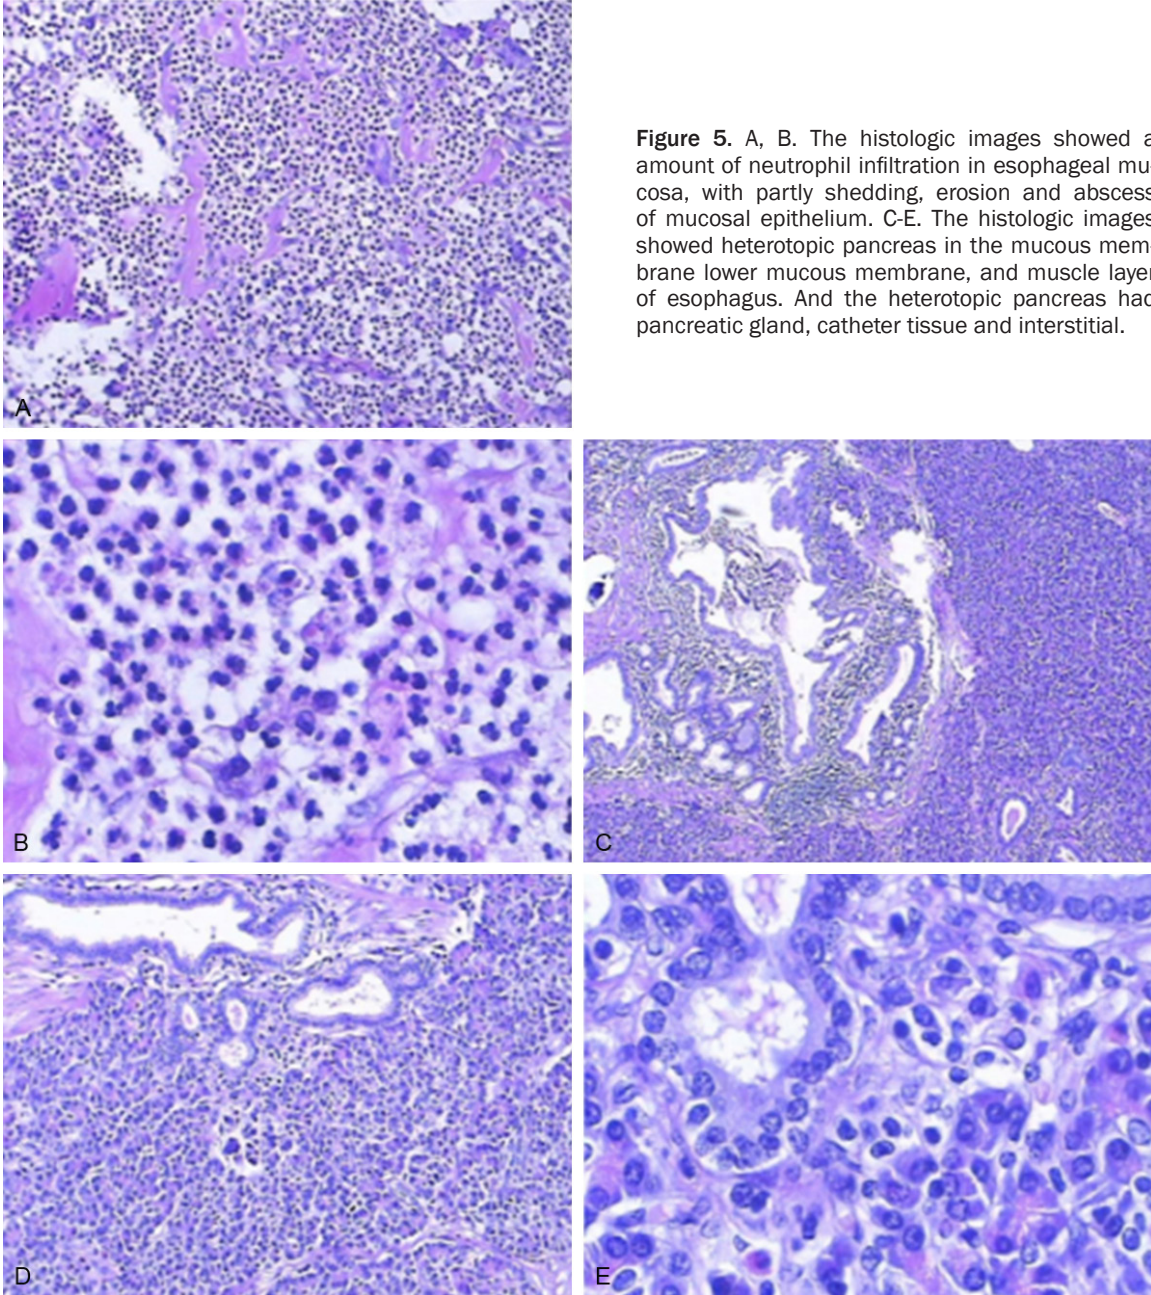 Figure 5. A, B. The histologic images showed a
amount of neutrophil infiltration in esophageal mu-
cosa, with partly shedding, erosion and abscess
of mucosal epithelium. C-E. The histologic images
showed heterotopic pancreas in the mucous mem-
brane lower mucous membrane, and muscle layer
of esophagus. And the heterotopic pancreas had
pancreatic gland, catheter tissue and interstitial.
A
B
C
D
E